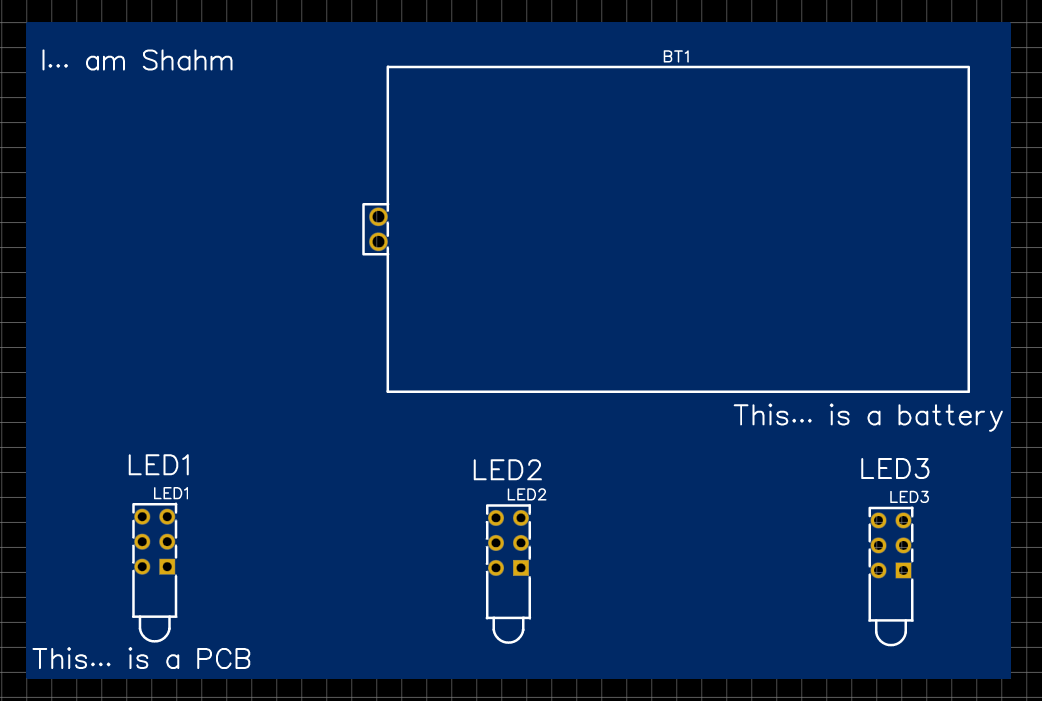 I... am Shahm
BT1
This... is a battery
LED1
LED1
LED2
LED2
LED3
LED3
This... is a PCB